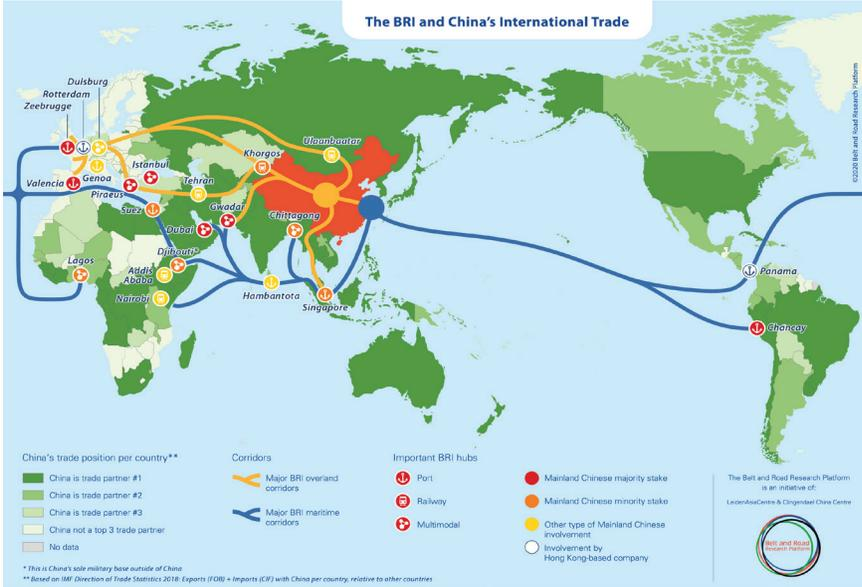 The BRI and China's International Trade
©2020 Belt and Road Research Platform
Duisburg
Rotterdam
Zeebrugge
Ulaanbaatar
Khorgos
Istanbul
Genoa
Tehran
Valencia
Piraeus
Gwadar
Suez
Chittagong
Dubai
Djibouti*
Lagos
Addis
Ababa
Panama
Nairobi
Hambantota
Singapore
Chancay
China's trade position per country**
China is trade partner #1
China is trade partner #2
China is trade partner #3
China not a top 3 trade partner
No data
Corridors
Major BRI overland
corridors
Major BRI maritime
corridors
Important BRI hubs
Port
Railway
Multimodal
Mainland Chinese majority stake
Mainland Chinese minority stake
Other type of Mainland Chinese
involvement
Involvement by
Hong Kong-based company
The Belt and Road Research Platform
is an initiative of:
LeidenAsiaCentre & Clingendael China Centre
Belt and Road
Research Platform
* This is China's sole military base outside of China
** Based on IMF Direction of Trade Statistics 2018: Exports (FOB) + Imports (CIF) with China per country, relative to other countries